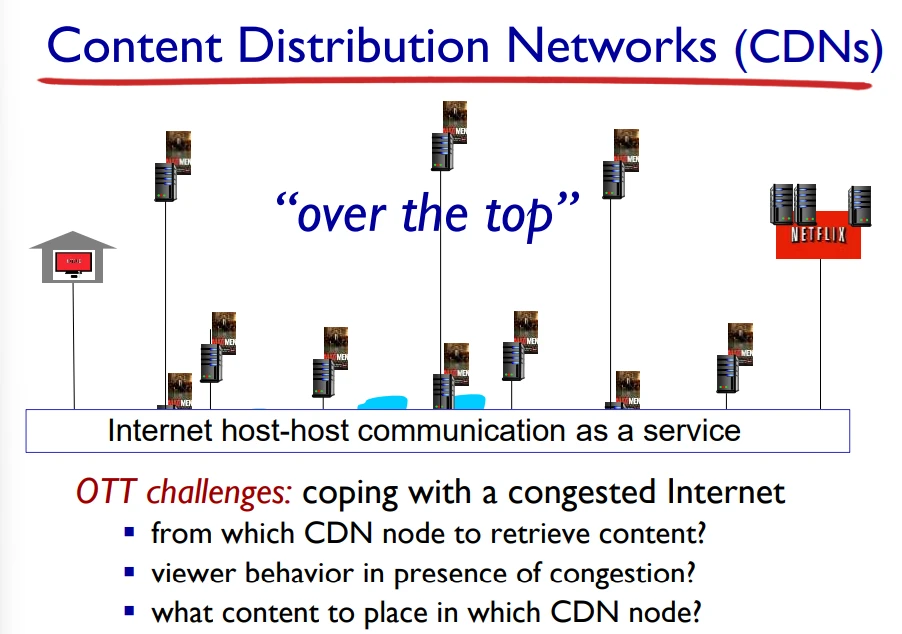 Content Distribution Networks (CDNs)
“over the top”
NETFLIX
Internet host-host communication as a service
OTT challenges: coping with a congested Internet
from which CDN node to retrieve content?
viewer behavior in presence of congestion?
what content to place in which CDN node?